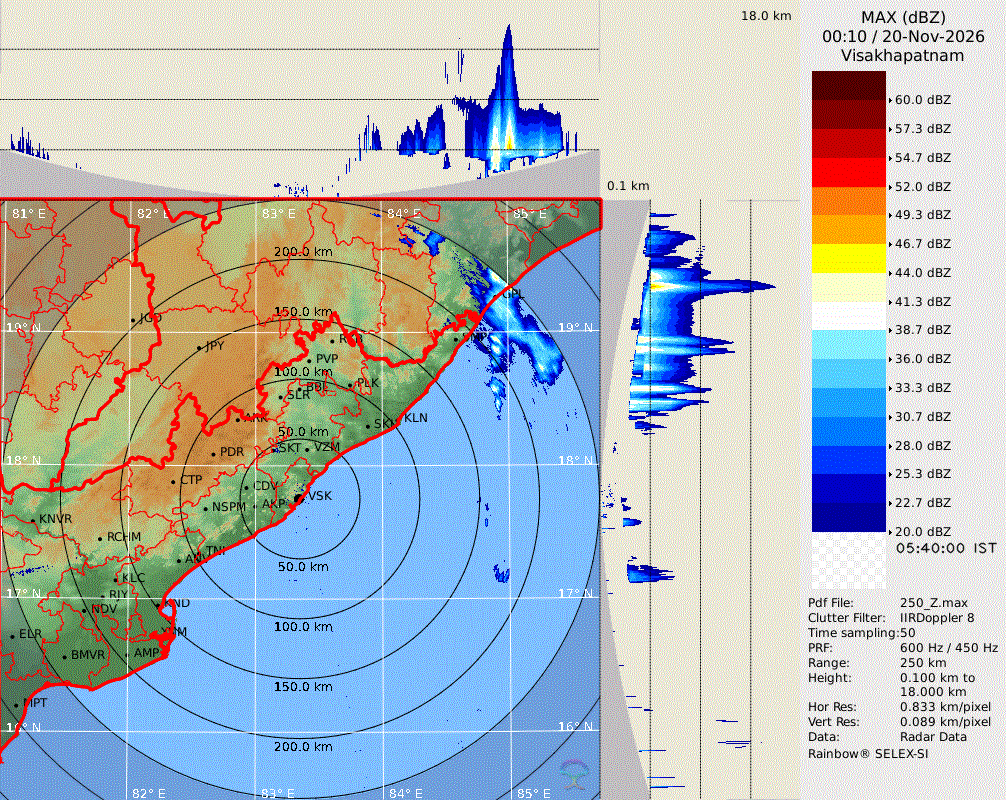 18.0 km
0.1 km
MAX (dBZ)
00:10 / 20-Nov-2026
Visakhapatnam
60.0 dBZ
57.3 dBZ
54.7 dBZ
52.0 dBZ
49.3 dBZ
46.7 dBZ
44.0 dBZ
41.3 dBZ
38.7 dBZ
36.0 dBZ
33.3 dBZ
30.7 dBZ
28.0 dBZ
25.3 dBZ
22.7 dBZ
20.0 dBZ
05:40:00 IST
Pdf File: 250_Z.max
Clutter Filter: IIRDoppler 8
Time sampling:50
PRF: 600 Hz / 450 Hz
Range: 250 km
Height: 0.100 km to
18.000 km
Hor Res: 0.833 km/pixel
Vert Res: 0.089 km/pixel
Data: Radar Data
Rainbow® SELEX-SI
81° E 82° E 83° E 84° E 85° E
200.0 km
GPL
150.0 km
JGD
19° N 19° N
JPY
PVP
100.0 km
PLK
SLR
KLN
50.0 km
SKT VZM
PDR
18° N 18° N
CTP
CDV
VSK
NSPM AKP
KNVR
RCHM
TNI
50.0 km
KLC
RJY
17° N 17° N
KND
NDV
100.0 km
ELR
BMVR AMP
150.0 km
MPT
16° N 16° N
200.0 km
82° E 83° E 84° E 85° E